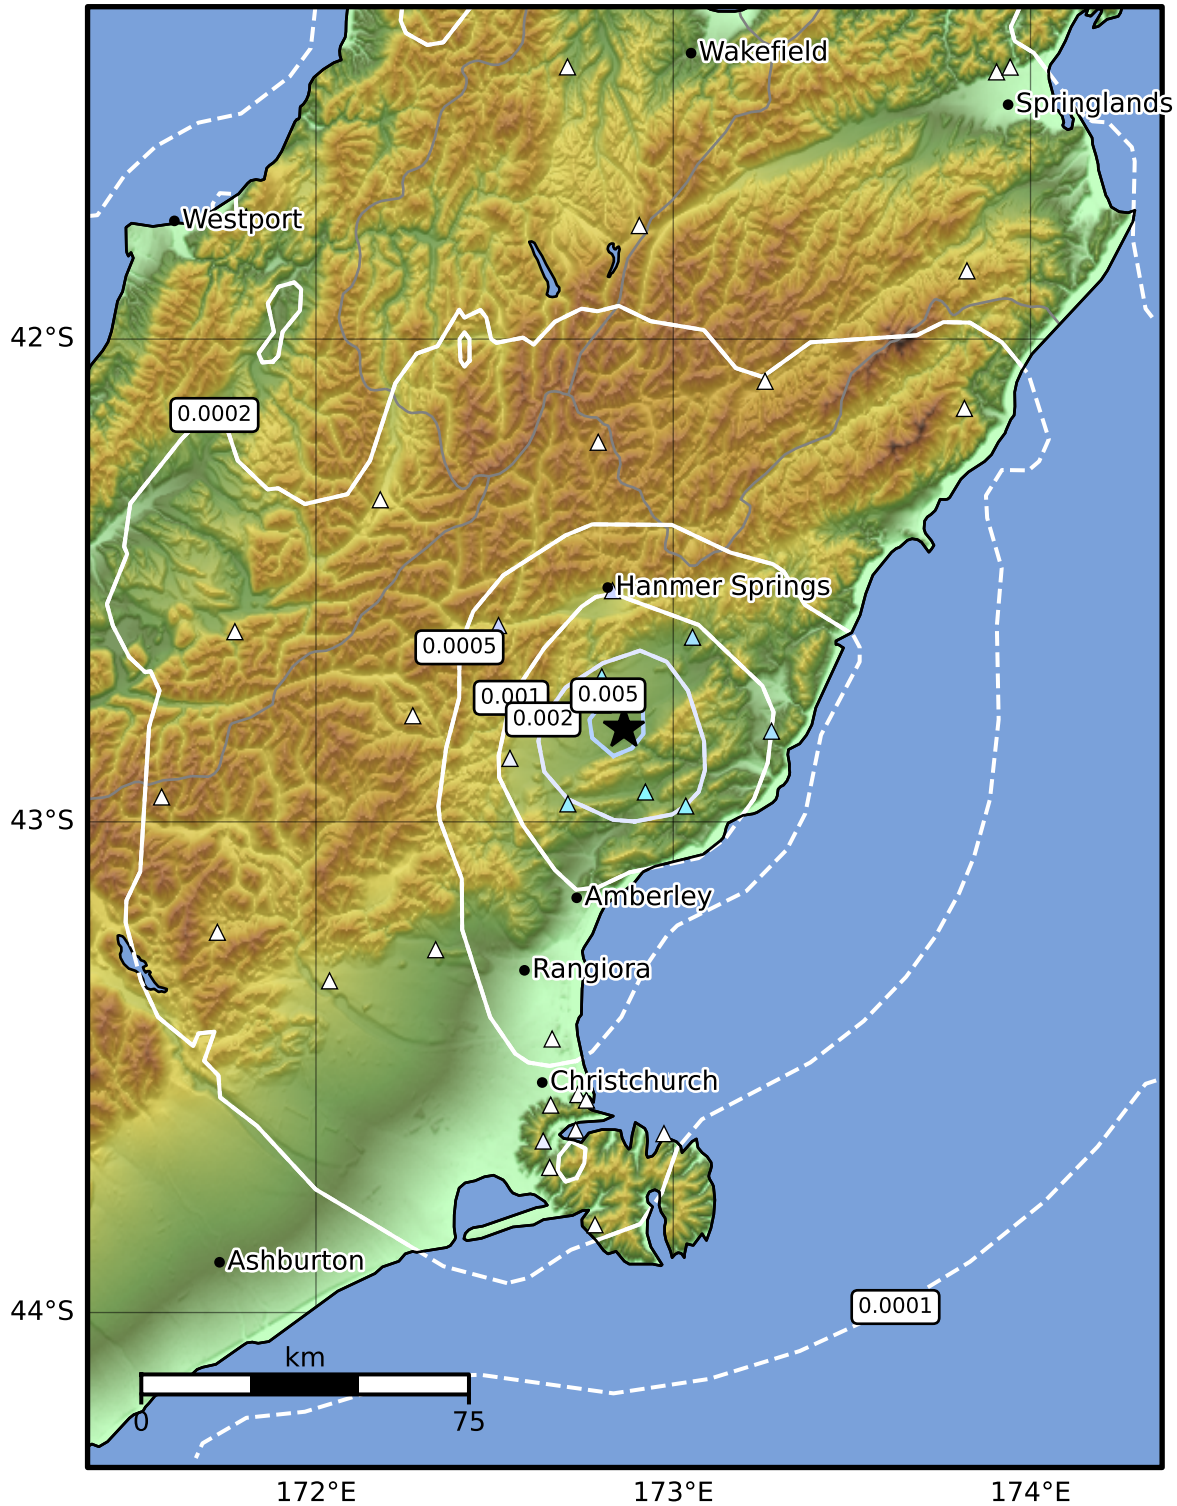 Wakefield
Springlands
Westport
42°S
0.0002
Hanmer Springs
0.0005
0.001
0.005
0.002
43°S
Amberley
Rangiora
Christchurch
Ashburton
44°S
0.0001
km
0
75
172°E
173°E
174°E